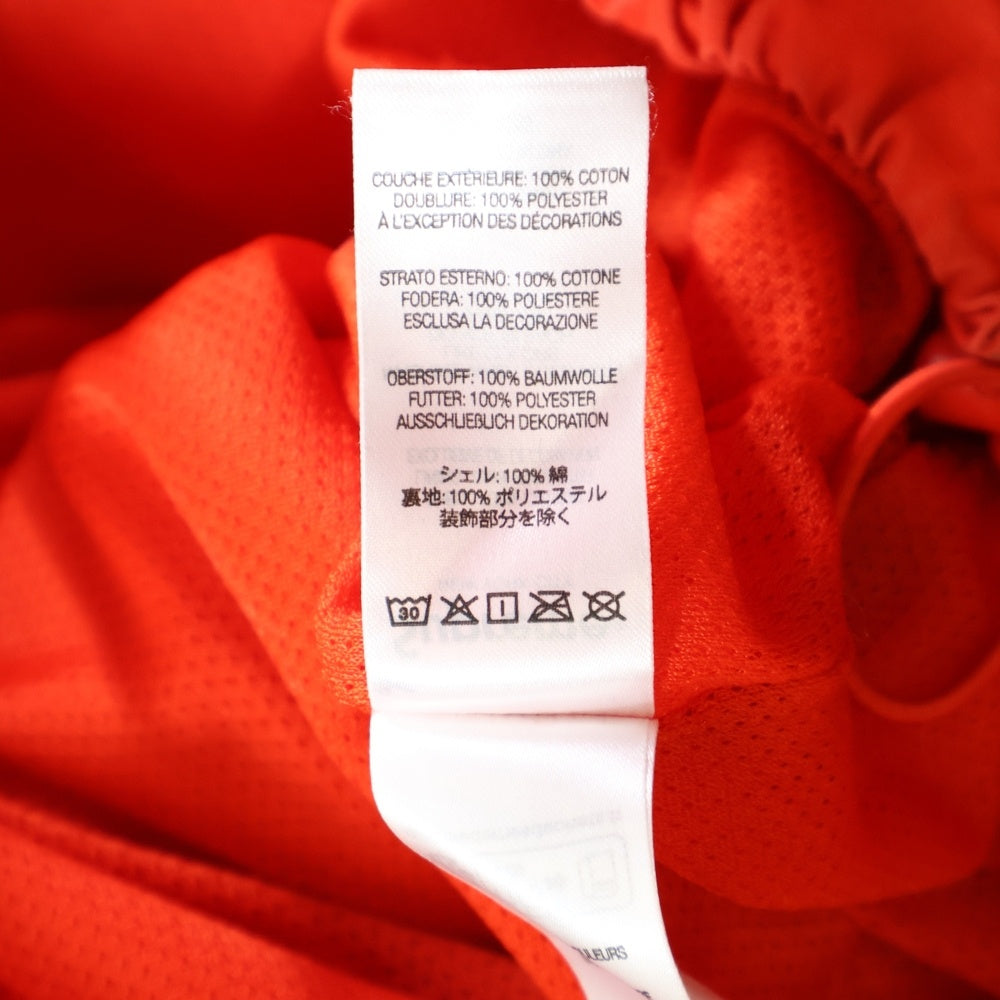 COUCHE EXTÉRIEURE: 100% COTON
DOUBLURE: 100% POLYESTER
À L'EXCEPTION DES DÉCORATIONS
STRATO ESTERNO: 100% COTONE
FODERA: 100% POLIESTERE
ESCLUSA LA DECORAZIONE
OBERSTOFF: 100% BAUMWOLLE
FUTTER: 100% POLYESTER
AUSSCHLIEßLICH DEKORATION
シェル: 100% 綿
裏地: 100% ポリエステル
装飾部分を除く
30